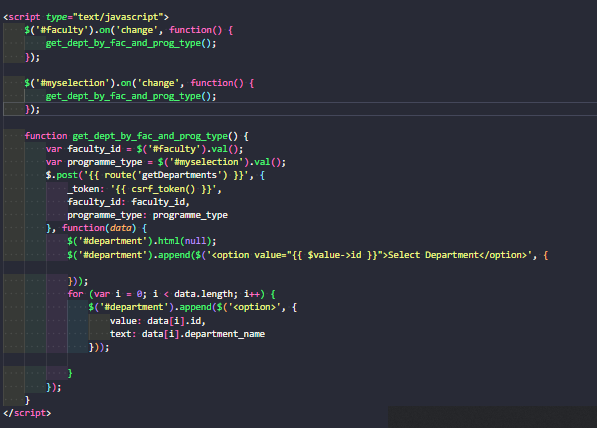 <script type="text/javascript">
$('#faculty').on('change', function() {
get_dept_by_fac_and_prog_type();
});
$('#myselection').on('change', function() {
get_dept_by_fac_and_prog_type();
});
function get_dept_by_fac_and_prog_type() {
var faculty_id = $('#faculty').val();
var programme_type = $('#myselection').val();
$.post('{{ route('getDepartments') }}', {
_token: '{{ csrf_token() }}',
faculty_id: faculty_id,
programme_type: programme_type
}, function(data) {
$('#department').html(null);
$('#department').append($('<option value="{{ $value->id }}">Select Department</option>', {
}));
for (var i = 0; i < data.length; i++) {
$('#department').append($('<option>', {
value: data[i].id,
text: data[i].department_name
}));
}
});
}
</script>